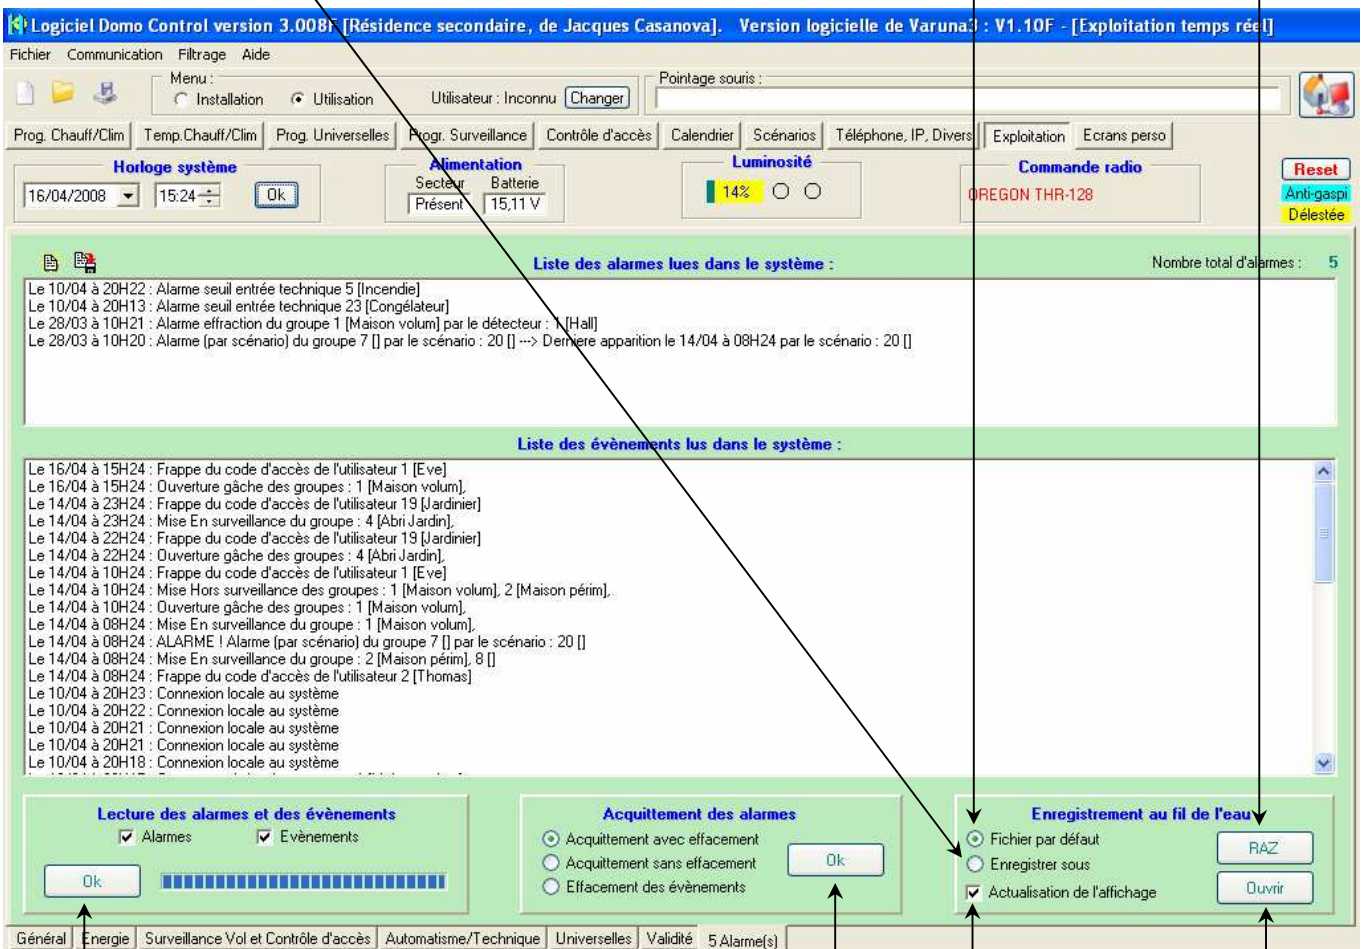 Logiciel Domo Control version 3.008F [Résidence secondaire, de Jacques Casanova]. Version logicielle de Varuna3 : V1.10F - [Exploitation temps réel]
Fichier Communication Filtrage Aide
Menu : Pointage souris :
Installation Utilisation Utilisateur : Inconnu Changer
Prog. Chauff/Clim Temp.Chauff/Clim Prog. Universelles Progr. Surveillance Contrôle d'accès Calendrier Scénarios Téléphone, IP, Divers Exploitation Ecrans perso
Horloge système Alimentation Luminosité Commande radio Reset
Secteur Batterie
16/04/2008 15:24 Ok Présent 15,11 V 14% OREGON THR-128 Anti-gaspi
Délestée
Liste des alarmes lues dans le système : Nombre total d'alarmes : 5
Le 10/04 à 20H22 : Alarme seuil entrée technique 5 [Incendie]
Le 10/04 à 20H13 : Alarme seuil entrée technique 23 [Congélateur]
Le 28/03 à 10H21 : Alarme effraction du groupe 1 [Maison volum] par le détecteur : 1 [Hall]
Le 28/03 à 10H20 : Alarme (par scénario) du groupe 7 [] par le scénario : 20 [] ---> Derniere apparition le 14/04 à 08H24 par le scénario : 20 []
Liste des évènements lus dans le système :
Le 16/04 à 15H24 : Frappe du code d'accès de l'utilisateur 1 [Eve]
Le 16/04 à 15H24 : Ouverture gâche des groupes : 1 [Maison volum],
Le 14/04 à 23H24 : Frappe du code d'accès de l'utilisateur 19 [Jardinier]
Le 14/04 à 23H24 : Mise En surveillance du groupe : 4 [Abri Jardin],
Le 14/04 à 22H24 : Frappe du code d'accès de l'utilisateur 19 [Jardinier]
Le 14/04 à 22H24 : Ouverture gâche des groupes : 4 [Abri Jardin],
Le 14/04 à 10H24 : Frappe du code d'accès de l'utilisateur 1 [Eve]
Le 14/04 à 10H24 : Mise Hors surveillance des groupes : 1 [Maison volum], 2 [Maison périm],
Le 14/04 à 10H24 : Ouverture gâche des groupes : 1 [Maison volum],
Le 14/04 à 08H24 : Mise En surveillance du groupe : 1 [Maison volum],
Le 14/04 à 08H24 : ALARME ! Alarme (par scénario) du groupe 7 [] par le scénario : 20 []
Le 14/04 à 08H24 : Mise En surveillance du groupe : 2 [Maison périm], 8 []
Le 14/04 à 08H24 : Frappe du code d'accès de l'utilisateur 2 [Thomas]
Le 10/04 à 20H23 : Connexion locale au système
Le 10/04 à 20H22 : Connexion locale au système
Le 10/04 à 20H21 : Connexion locale au système
Le 10/04 à 20H21 : Connexion locale au système
Le 10/04 à 20H18 : Connexion locale au système
Lecture des alarmes et des évènements Acquittement des alarmes Enregistrement au fil de l'eau
Alarmes Evènements Acquittement avec effacement Fichier par défaut RAZ
Acquittement sans effacement Ok Enregistrer sous
Ok Effacement des évènements Actualisation de l'affichage Ouvrir
Général Energie Surveillance Vol et Contrôle d'accès Automatisme/Technique Universelles Validité 5 Alarme(s)